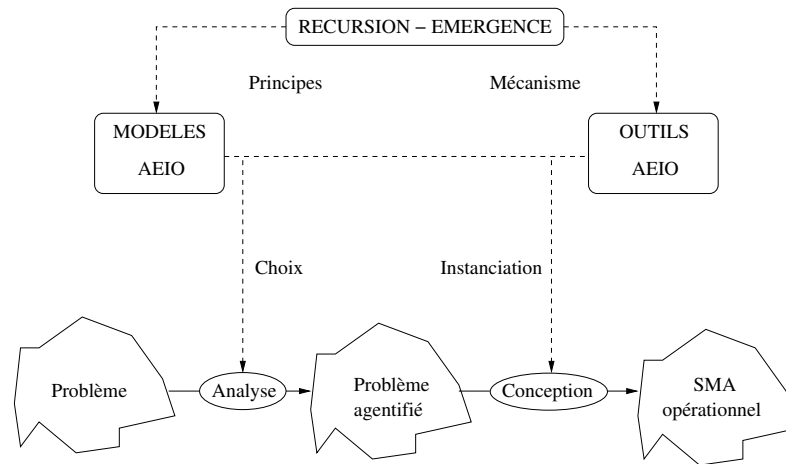 RECURSION – EMERGENCE
Principes
Mécanisme
MODELES
AEIO
OUTILS
AEIO
Choix
Instanciation
Problème
Analyse
Problème
agentifié
Conception
SMA
opérationnel